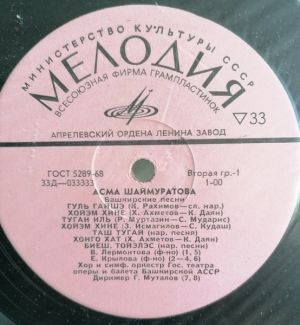 МИНИСТЕРСТВО КУЛЬТУРЫ СССР
МЕЛОДИЯ
ВСЕСОЮЗНАЯ ФИРМА ГРАМПЛАСТИНОК
▽33
АПРЕЛЕВСКИЙ ОРДЕНА ЛЕНИНА ЗАВОД
ГОСТ 5289-68 Вторая гр.-1
33Д—033333 1-00
АСМА ШАЙМУРАТОВА
Башкирские песни
ГУЛЬ ГАЙШЭ (К. Рахимов—сл. нар.)
ХОЙЭМ ХИНЕ (Х. Ахметов—К. Даян)
ТУГАН ИЛЬ (Р. Муртазин—С. Мударис)
ХОЙЭМ ХИНЕ (З. Исмагилов—С. Кудаш)
ТАШ ТУГАЙ (нар. песня)
ХОНГО ХАТ (Х. Ахметов—К. Даян)
БИЕШ, ТОЙЭЛЭС (нар. песни)
В. Лермонтова (ф-но) (1, 5)
Е. Крылова (ф-но) (2—4, 6)
Хор и симф. оркестр Гос. театра
оперы и балета Башкирской АССР
Дирижер Г. Муталов (7, 8)